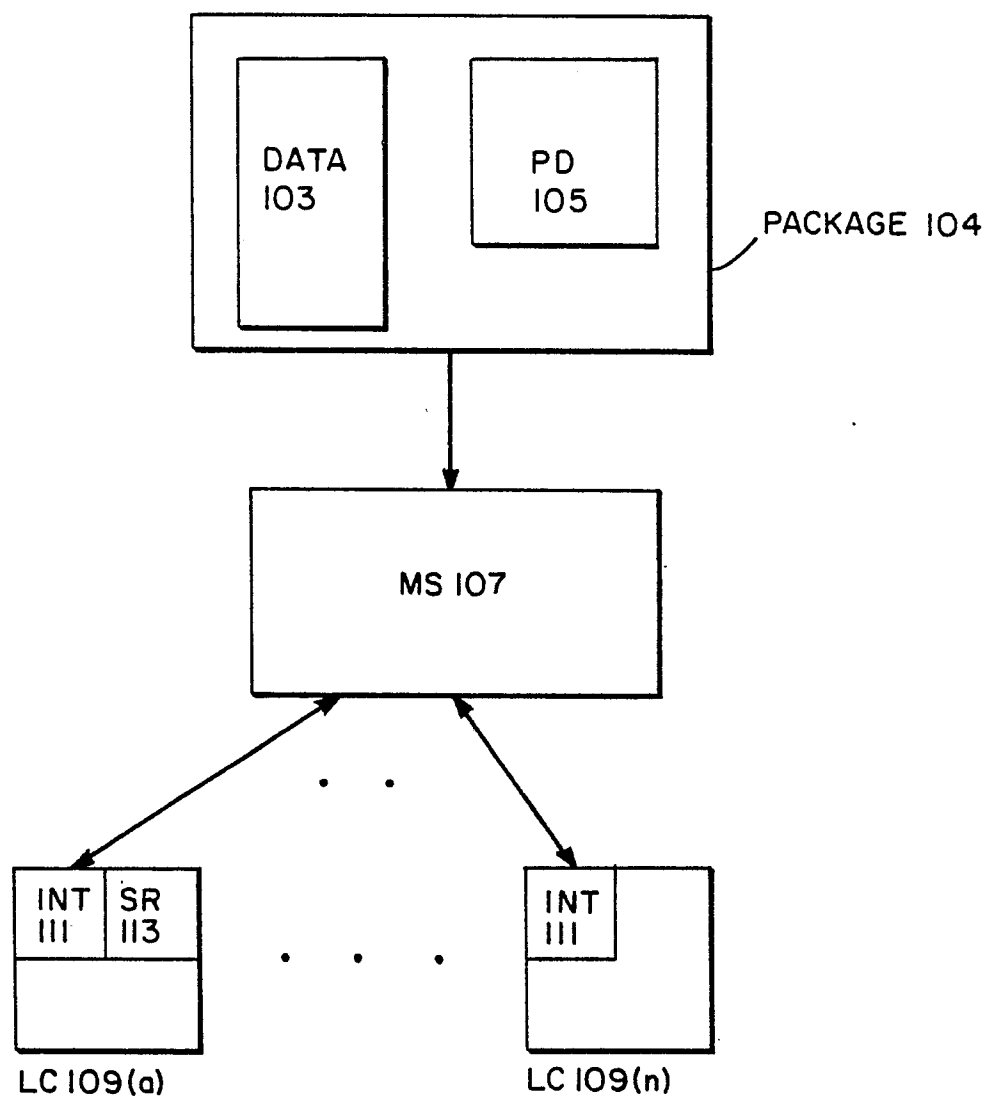 DATA
103
PD
105
PACKAGE 104
MS 107
INT
111
SR
113
INT
111
LC 109(a)
LC 109(n)